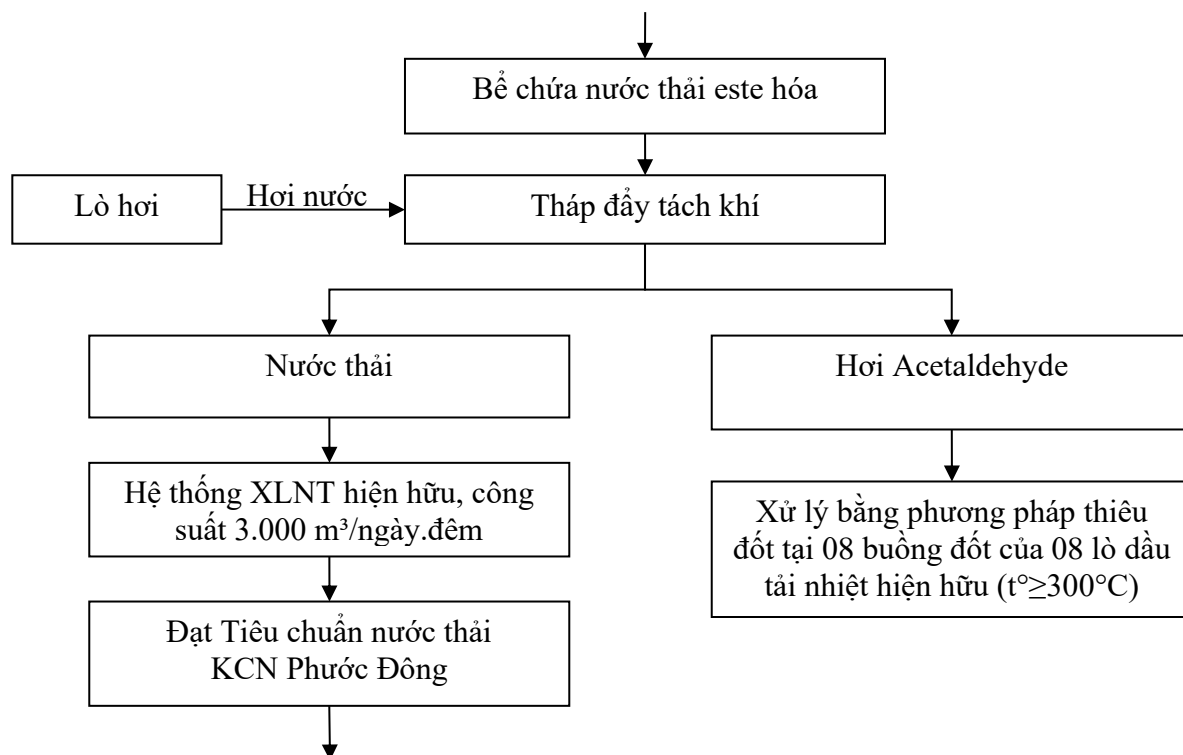 Bể chứa nước thải este hóa
Lò hơi
Hơi nước
Tháp đẩy tách khí
Nước thải
Hơi Acetaldehyde
Hệ thống XLNT hiện hữu, công
suất 3.000 m³/ngày.đêm
Xử lý bằng phương pháp thiêu
đốt tại 08 buồng đốt của 08 lò dầu
tải nhiệt hiện hữu (t°≥300°C)
Đạt Tiêu chuẩn nước thải
KCN Phước Đông